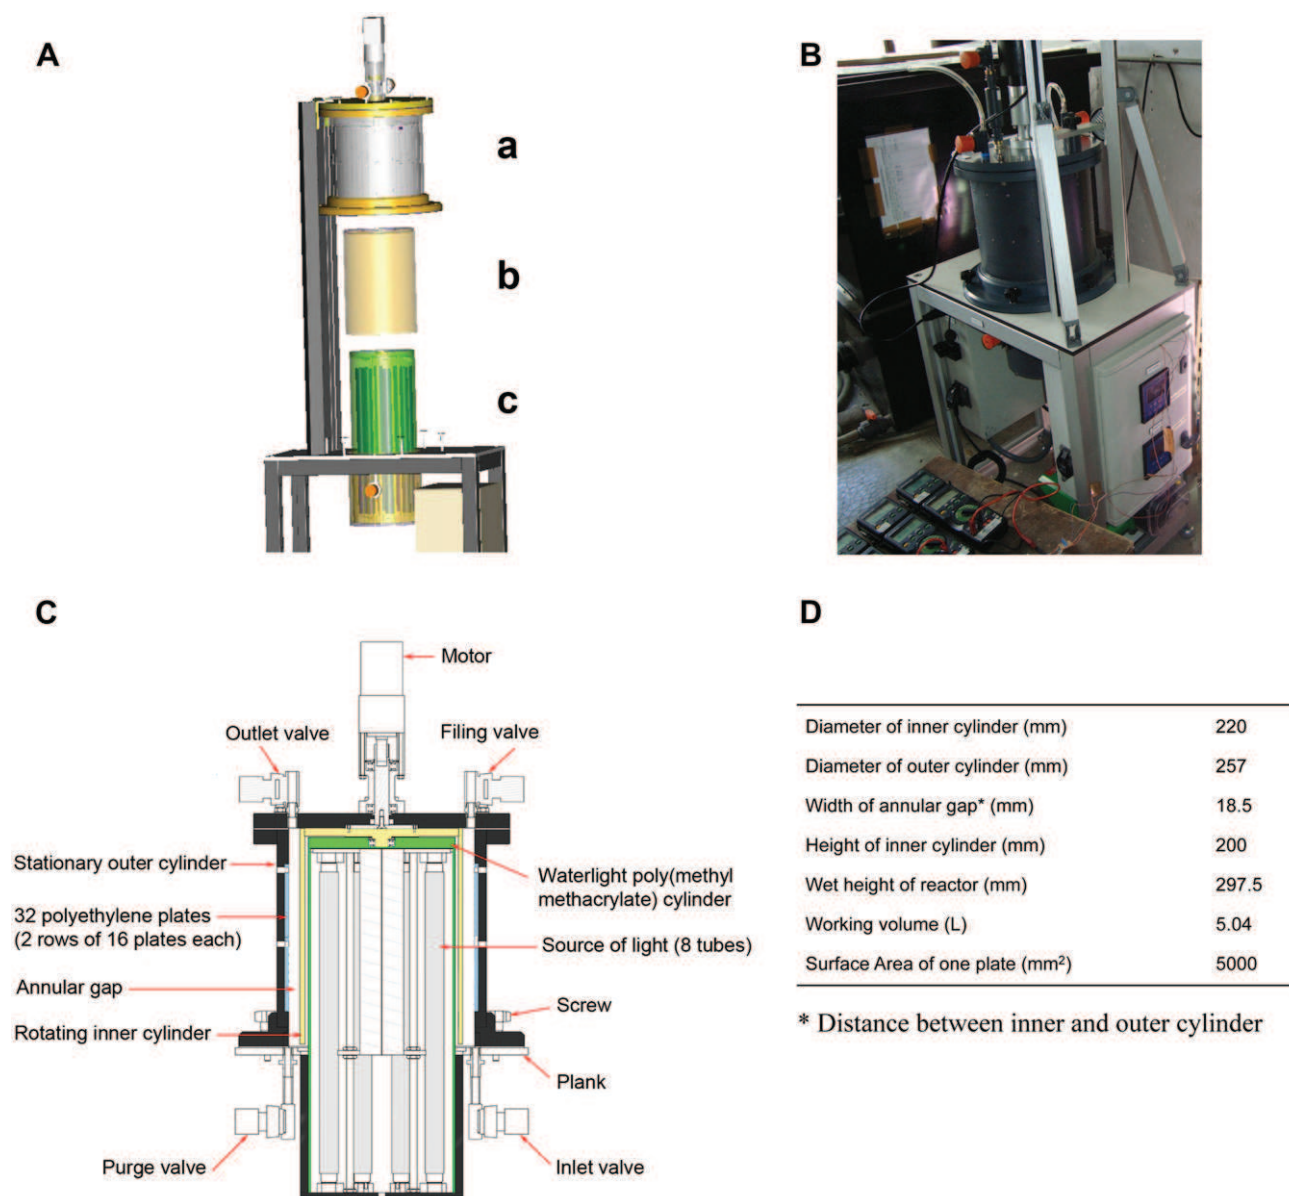 A
a
b
c
B
C
Motor
Outlet valve
Filing valve
Stationary outer cylinder
Waterlight poly(methyl
methacrylate) cylinder
32 polyethylene plates
(2 rows of 16 plates each)
Source of light (8 tubes)
Annular gap
Screw
Rotating inner cylinder
Plank
Purge valve
Inlet valve
D
Diameter of inner cylinder (mm) 220
Diameter of outer cylinder (mm) 257
Width of annular gap* (mm) 18.5
Height of inner cylinder (mm) 200
Wet height of reactor (mm) 297.5
Working volume (L) 5.04
Surface Area of one plate (mm²) 5000
* Distance between inner and outer cylinder